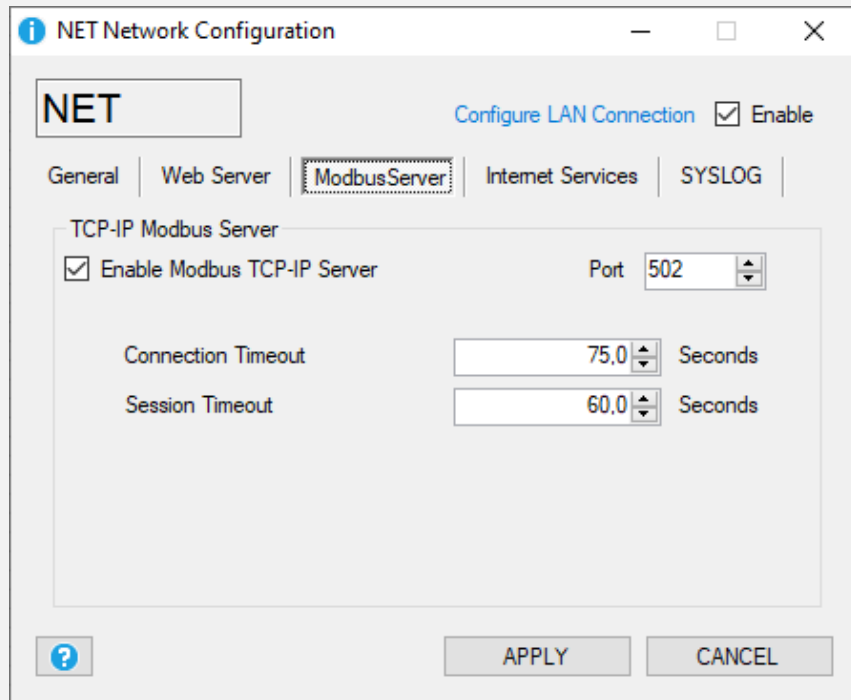 NET Network Configuration
NET
Configure LAN Connection Enable
General Web Server ModbusServer Internet Services SYSLOG
TCP-IP Modbus Server
Enable Modbus TCP-IP Server Port 502
Connection Timeout 75,0 Seconds
Session Timeout 60,0 Seconds
APPLY CANCEL